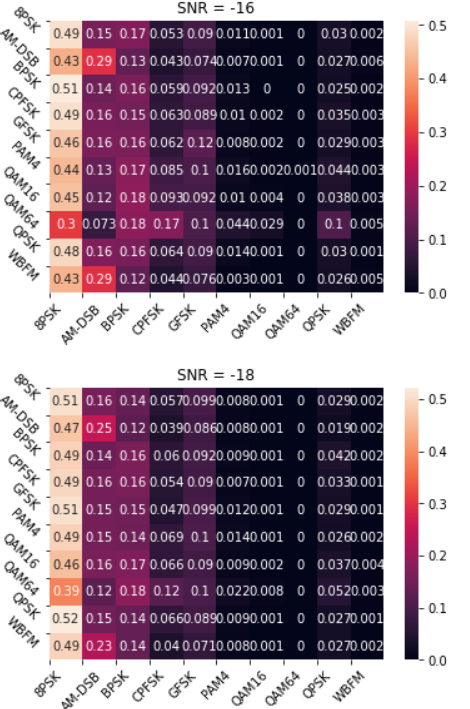 SNR = -16
8PSK 0.49 0.15 0.17 0.053 0.09 0.011 0.001 0 0.03 0.002
AM-DSB 0.43 0.29 0.13 0.043 0.074 0.007 0.001 0 0.027 0.006
BPSK 0.51 0.14 0.16 0.059 0.092 0.013 0 0 0.025 0.002
CPFSK 0.49 0.16 0.15 0.063 0.089 0.01 0.002 0 0.035 0.003
GFSK 0.46 0.16 0.16 0.062 0.12 0.008 0.002 0 0.029 0.003
PAM4 0.44 0.13 0.17 0.085 0.1 0.016 0.002 0.001 0.044 0.003
QAM16 0.45 0.12 0.18 0.093 0.092 0.01 0.004 0 0.038 0.003
QAM64 0.3 0.073 0.18 0.17 0.1 0.044 0.029 0 0.1 0.005
QPSK 0.48 0.16 0.16 0.064 0.09 0.014 0.001 0 0.03 0.001
WBFM 0.43 0.29 0.12 0.044 0.076 0.003 0.001 0 0.026 0.005
8PSK AM-DSB BPSK CPFSK GFSK PAM4 QAM16 QAM64 QPSK WBFM
0.5
0.4
0.3
0.2
0.1
0.0
SNR = -18
8PSK 0.51 0.16 0.14 0.057 0.099 0.008 0.001 0 0.029 0.002
AM-DSB 0.47 0.25 0.12 0.039 0.086 0.008 0.001 0 0.019 0.002
BPSK 0.49 0.14 0.16 0.06 0.092 0.009 0.001 0 0.042 0.002
CPFSK 0.49 0.16 0.16 0.054 0.09 0.007 0.001 0 0.033 0.001
GFSK 0.51 0.15 0.15 0.047 0.099 0.012 0.001 0 0.029 0.001
PAM4 0.49 0.15 0.14 0.069 0.1 0.014 0.001 0 0.026 0.002
QAM16 0.46 0.16 0.17 0.066 0.09 0.009 0.002 0 0.037 0.004
QAM64 0.39 0.12 0.18 0.12 0.1 0.022 0.008 0 0.052 0.003
QPSK 0.52 0.15 0.14 0.066 0.089 0.009 0.001 0 0.027 0.001
WBFM 0.49 0.23 0.14 0.04 0.071 0.008 0.001 0 0.027 0.002
8PSK AM-DSB BPSK CPFSK GFSK PAM4 QAM16 QAM64 QPSK WBFM
0.5
0.4
0.3
0.2
0.1
0.0